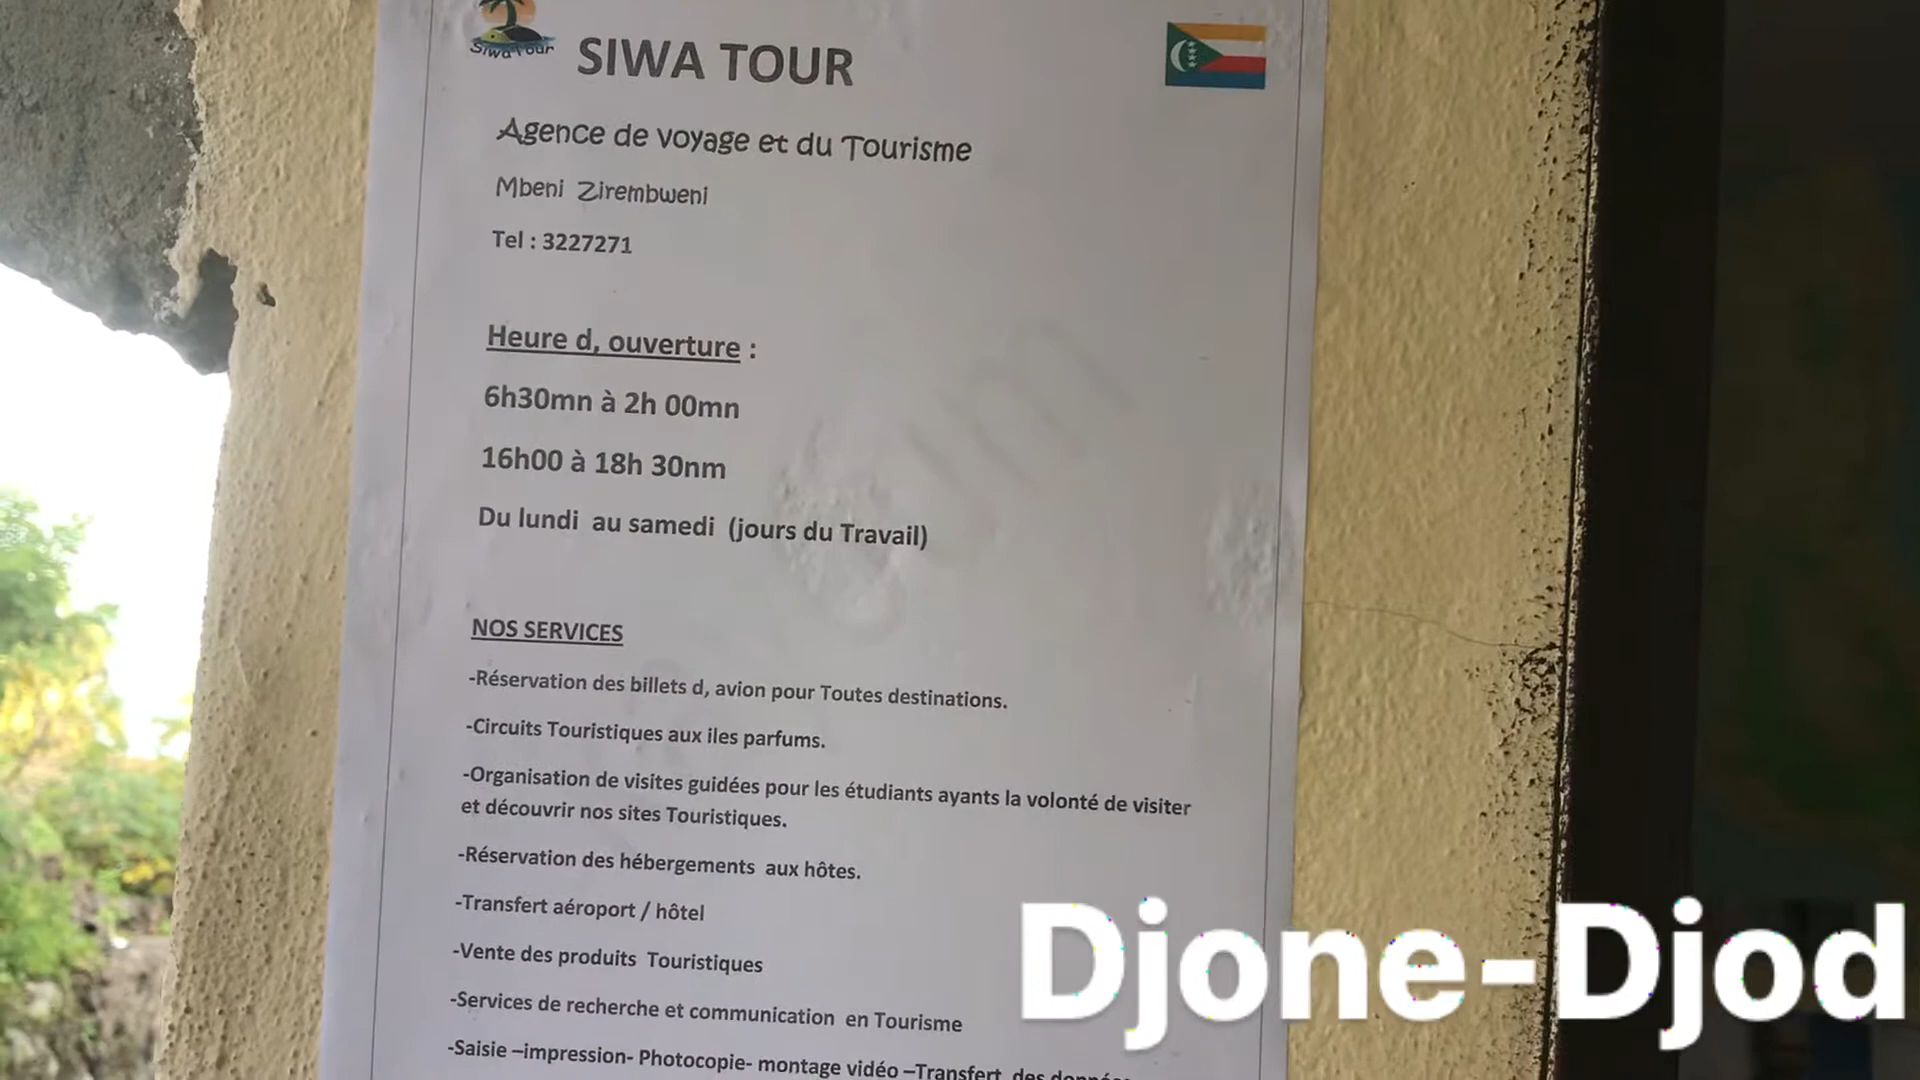 Siwa Tour
SIWA TOUR
Agence de voyage et du Tourisme
Mbeni Zirembweni
Tel : 3227271
Heure d, ouverture :
6h30mn à 2h 00mn
16h00 à 18h 30nm
Du lundi au samedi (jours du Travail)
NOS SERVICES
-Réservation des billets d, avion pour Toutes destinations.
-Circuits Touristiques aux iles parfums.
-Organisation de visites guidées pour les étudiants ayants la volonté de visiter
et découvrir nos sites Touristiques.
-Réservation des hébergements aux hôtes.
-Transfert aéroport / hôtel
-Vente des produits Touristiques
-Services de recherche et communication en Tourisme
-Saisie –impression- Photocopie- montage vidéo –Transfert des données
Djone-Djod